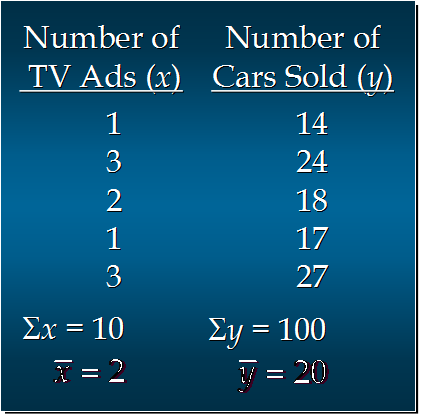 Number of Number of
TV Ads (x) Cars Sold (y)
1 14
3 24
2 18
1 17
3 27
Σx = 10 Σy = 100
x̅ = 2 y̅ = 20